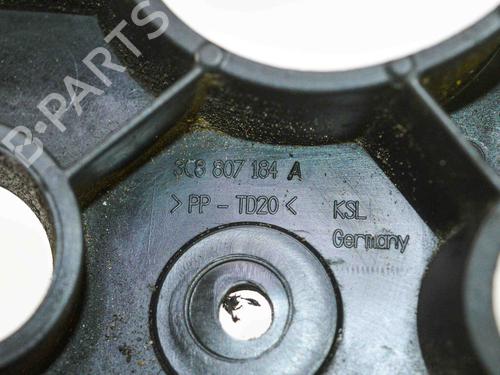 B-PARTS
3C8 807 184 A
>PP-TD20<
KSL
Germany